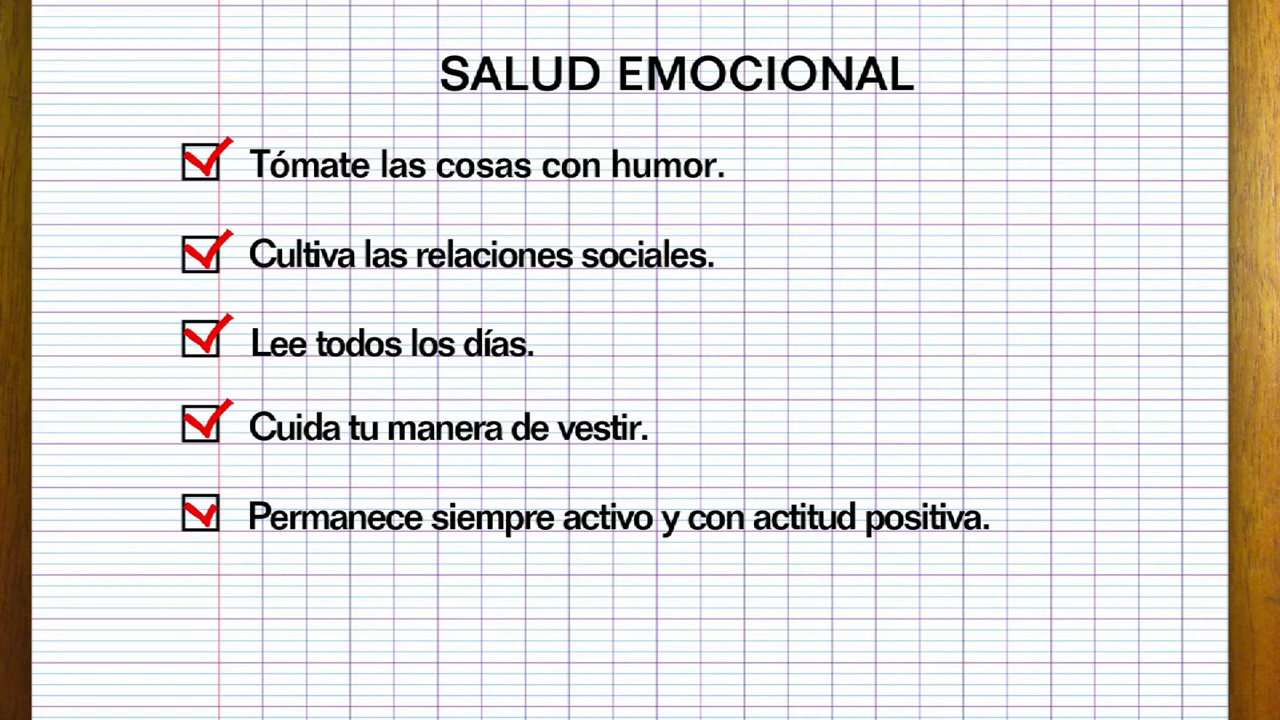 SALUD EMOCIONAL
Tómate las cosas con humor.
Cultiva las relaciones sociales.
Lee todos los días.
Cuida tu manera de vestir.
Permanece siempre activo y con actitud positiva.